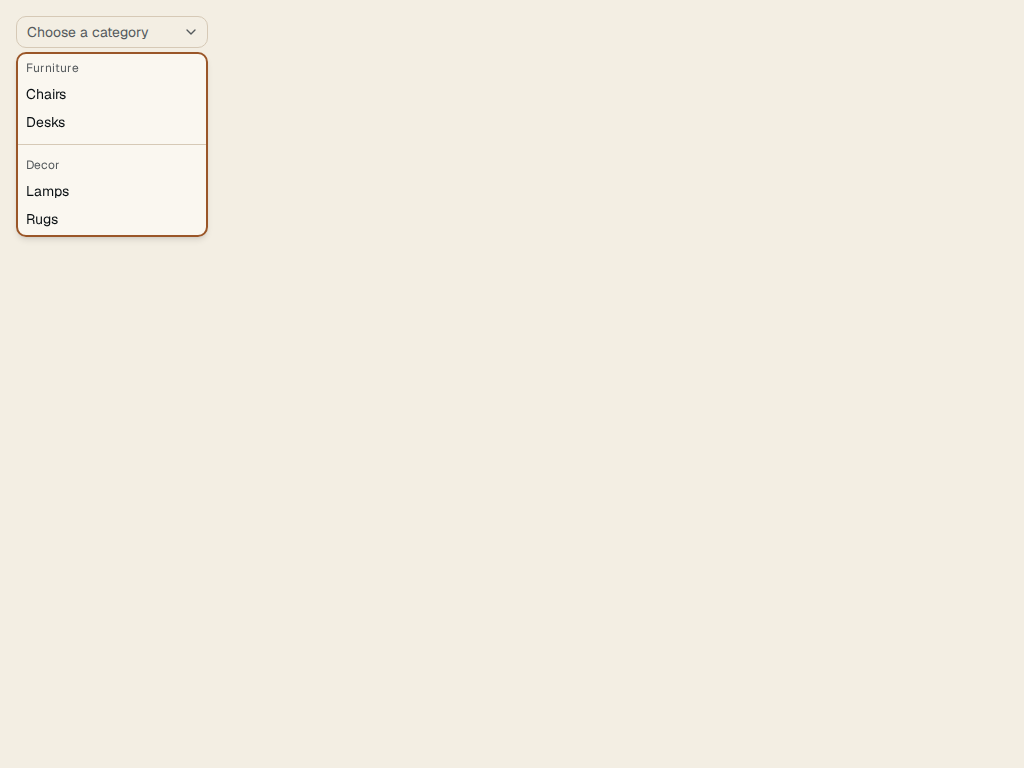 Choose a category
Furniture
Chairs
Desks
Decor
Lamps
Rugs